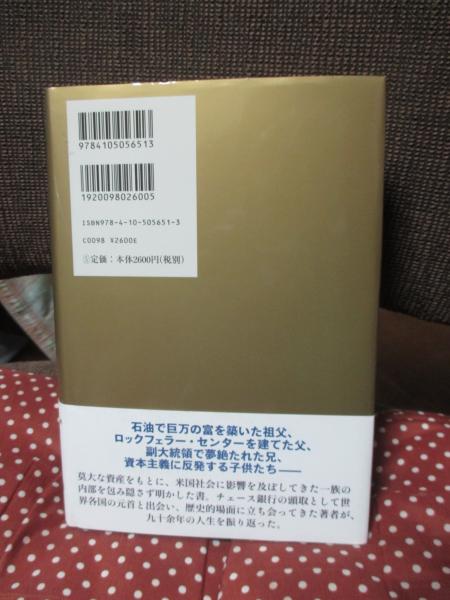 9784105056513
1920098026005
ISBN978-4-10-505651-3
C0098 ¥2600E
Ⓢ定価:本体2600円(税別)
石油で巨万の富を築いた祖父、
ロックフェラー・センターを建てた父、
副大統領で夢絶たれた兄、
資本主義に反発する子供たち——
莫大な資産をもとに、米国社会に影響を及ぼしてきた一族の
内部を包み隠さず明かした書。チェース銀行の頭取として世
界各国の元首と出会い、歴史的場面に立ち会ってきた著者が、
九十余年の人生を振り返った。